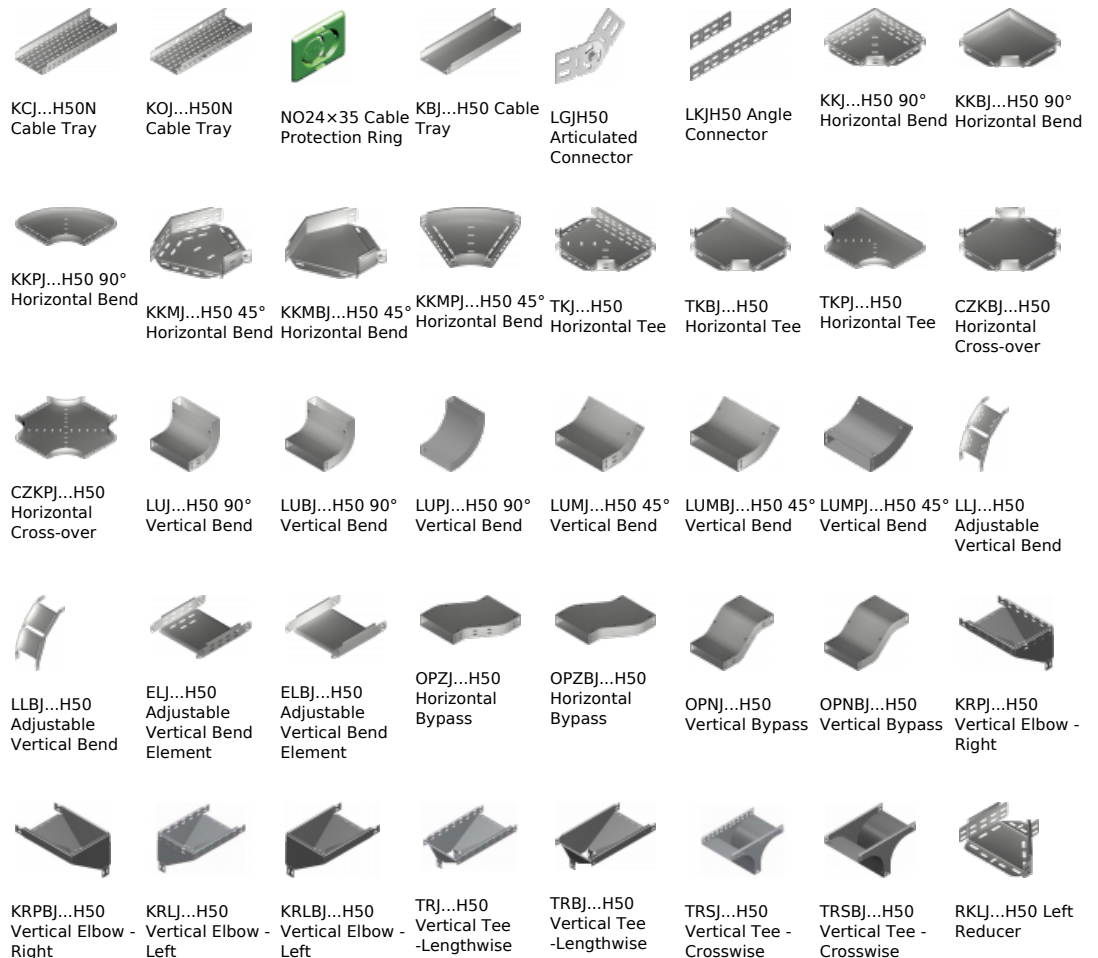 KCJ...H50N
Cable Tray
KOJ...H50N
Cable Tray
NO24×35 Cable
Protection Ring
KBJ...H50 Cable
Tray
LGJH50
Articulated
Connector
LKJH50 Angle
Connector
KKJ...H50 90°
Horizontal Bend
KKBJ...H50 90°
Horizontal Bend
KKPJ...H50 90°
Horizontal Bend
KKMJ...H50 45°
Horizontal Bend
KKMBJ...H50 45°
Horizontal Bend
KKMPJ...H50 45°
Horizontal Bend
TKJ...H50
Horizontal Tee
TKBJ...H50
Horizontal Tee
TKPJ...H50
Horizontal Tee
CZKBJ...H50
Horizontal
Cross-over
CZKPJ...H50
Horizontal
Cross-over
LUJ...H50 90°
Vertical Bend
LUBJ...H50 90°
Vertical Bend
LUPJ...H50 90°
Vertical Bend
LUMJ...H50 45°
Vertical Bend
LUMBJ...H50 45°
Vertical Bend
LUMPJ...H50 45°
Vertical Bend
LLJ...H50
Adjustable
Vertical Bend
LLBJ...H50
Adjustable
Vertical Bend
ELJ...H50
Adjustable
Vertical Bend
Element
ELBJ...H50
Adjustable
Vertical Bend
Element
OPZJ...H50
Horizontal
Bypass
OPZBJ...H50
Horizontal
Bypass
OPNJ...H50
Vertical Bypass
OPNBJ...H50
Vertical Bypass
KRPJ...H50
Vertical Elbow -
Right
KRPBJ...H50
Vertical Elbow -
Right
KRLJ...H50
Vertical Elbow -
Left
KRLBJ...H50
Vertical Elbow -
Left
TRJ...H50
Vertical Tee
-Lengthwise
TRBJ...H50
Vertical Tee
-Lengthwise
TRSJ...H50
Vertical Tee -
Crosswise
TRSBJ...H50
Vertical Tee -
Crosswise
RKLJ...H50 Left
Reducer